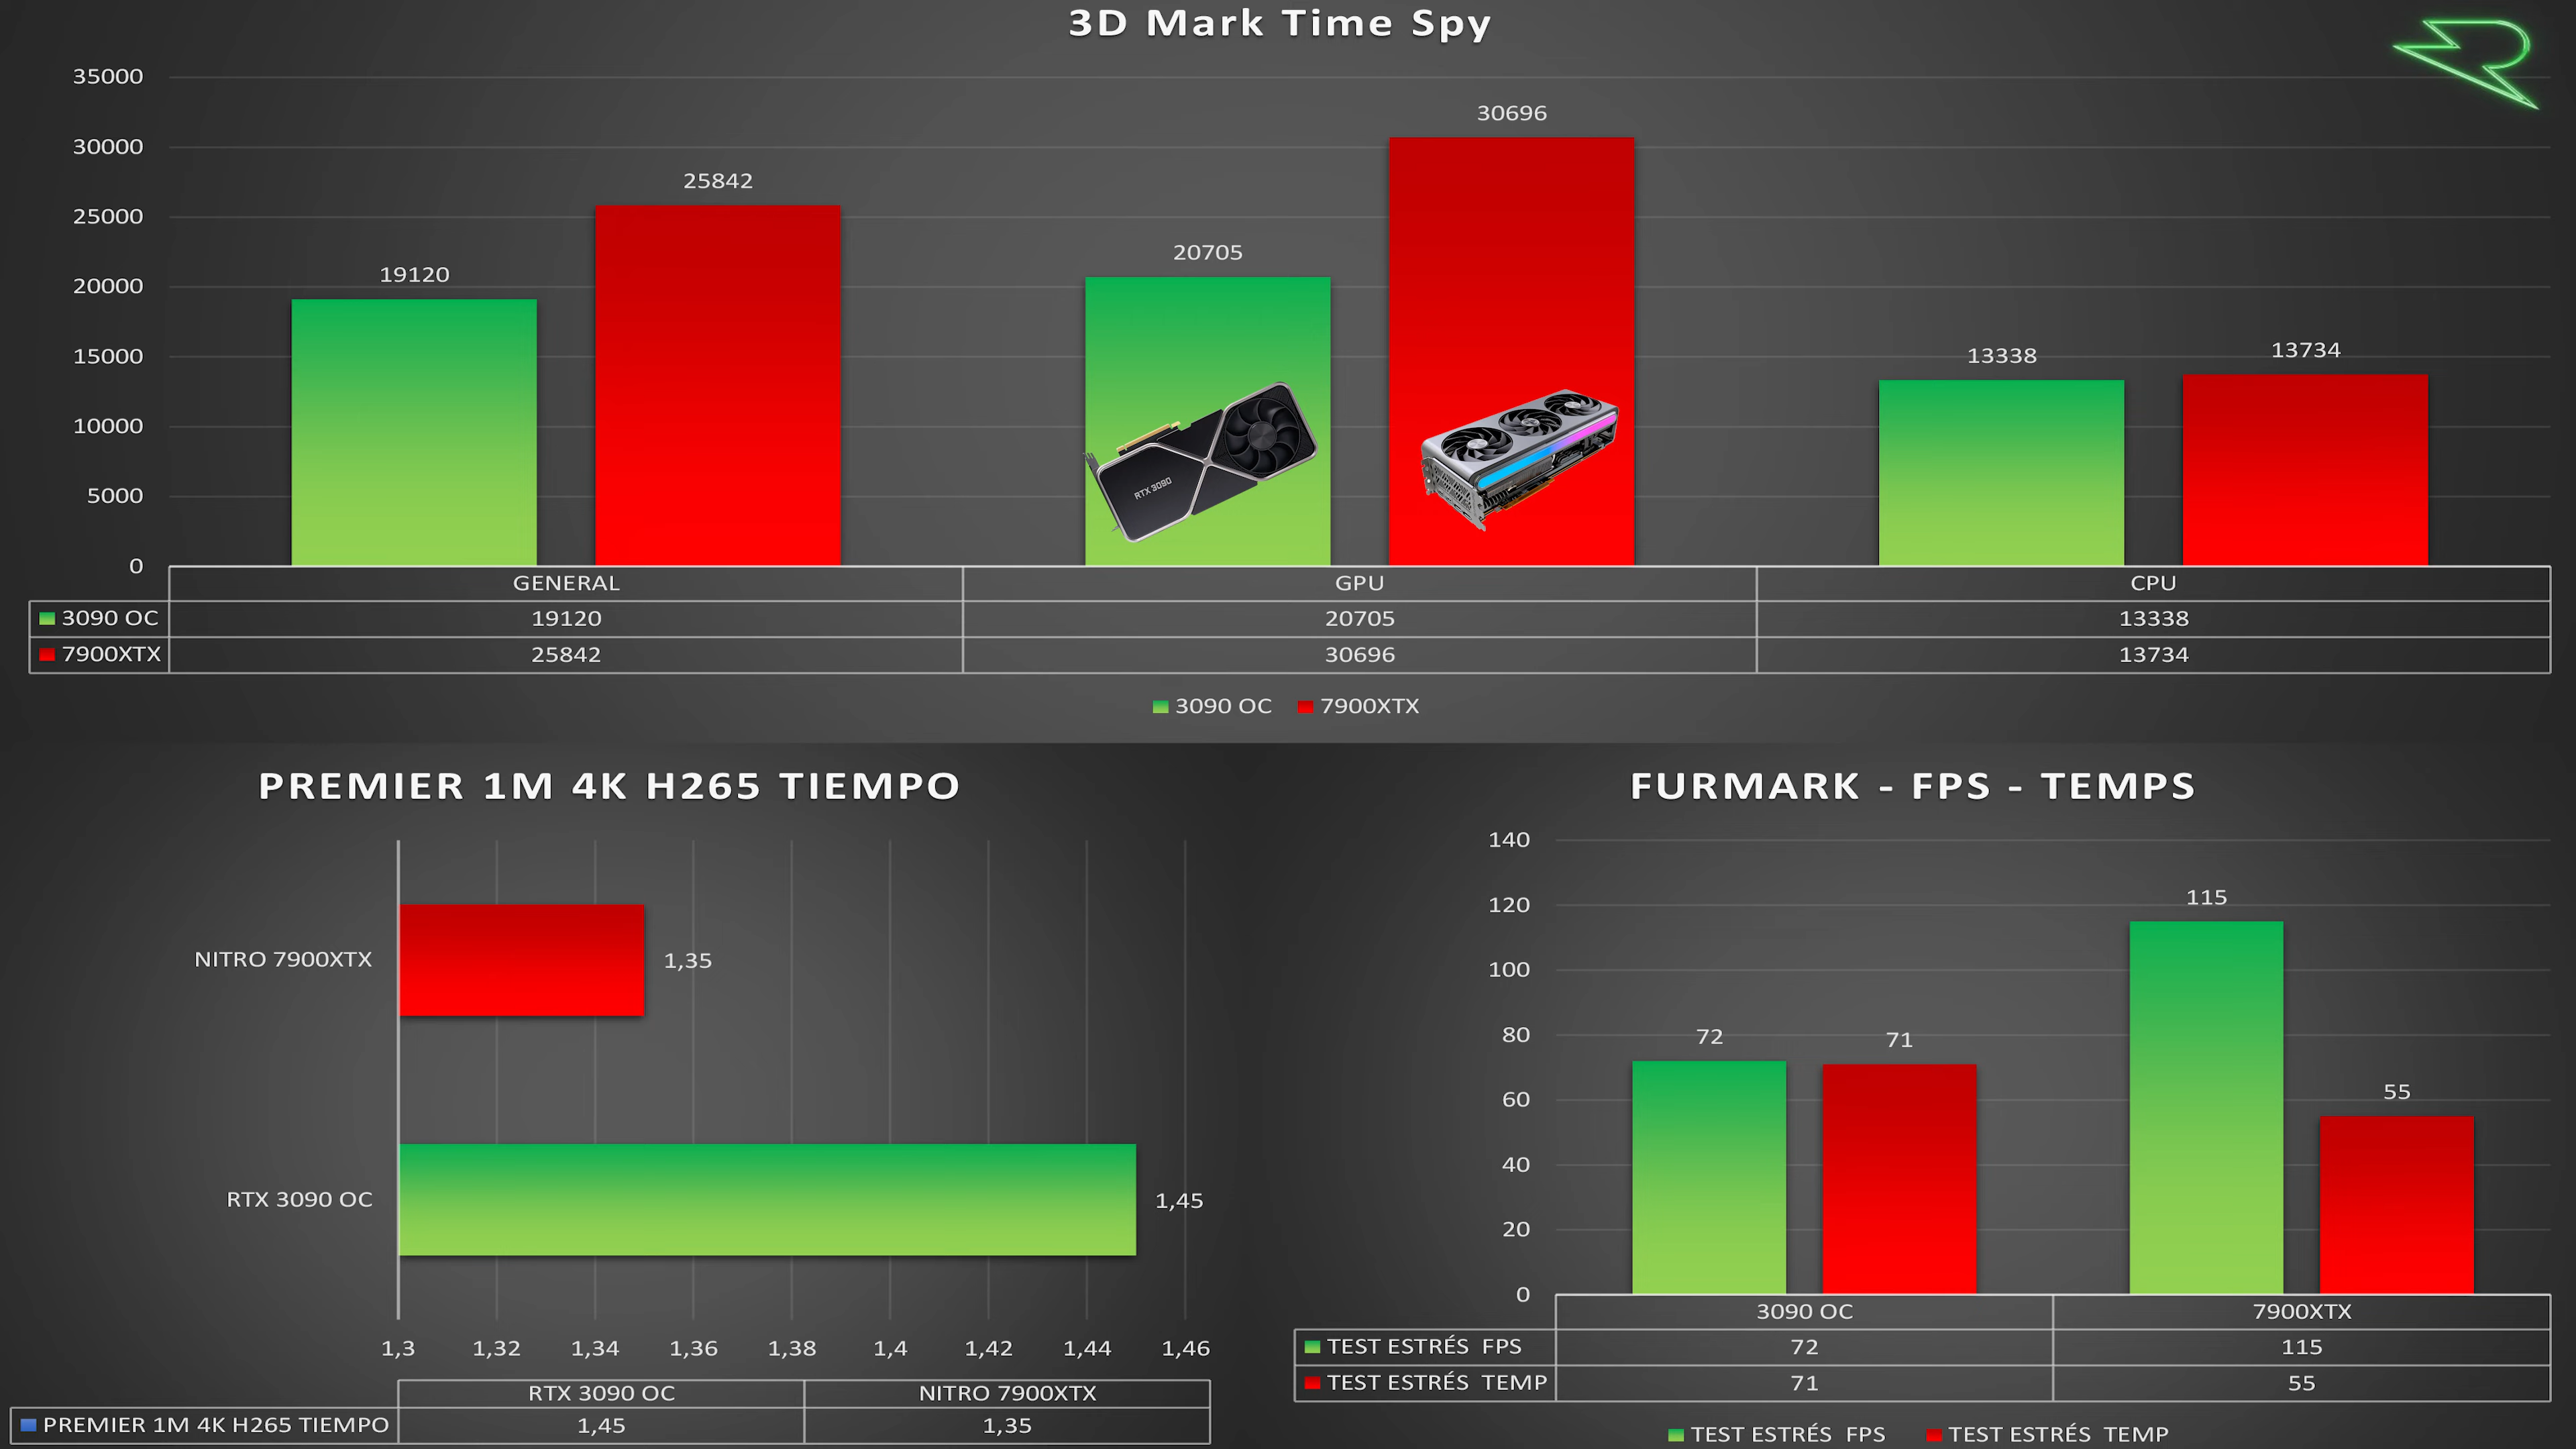 3D Mark Time Spy
35000
30000
25000
20000
15000
10000
5000
0
19120
25842
20705
30696
13338
13734
RTX 3090
GENERAL GPU CPU
3090 OC 19120 20705 13338
7900XTX 25842 30696 13734
3090 OC 7900XTX
PREMIER 1M 4K H265 TIEMPO
NITRO 7900XTX 1,35
RTX 3090 OC 1,45
1,3 1,32 1,34 1,36 1,38 1,4 1,42 1,44 1,46
RTX 3090 OC NITRO 7900XTX
PREMIER 1M 4K H265 TIEMPO 1,45 1,35
FURMARK - FPS - TEMPS
140
120
100
80
60
40
20
0
72
71
115
55
3090 OC 7900XTX
TEST ESTRÉS FPS 72 115
TEST ESTRÉS TEMP 71 55
TEST ESTRÉS FPS TEST ESTRÉS TEMP